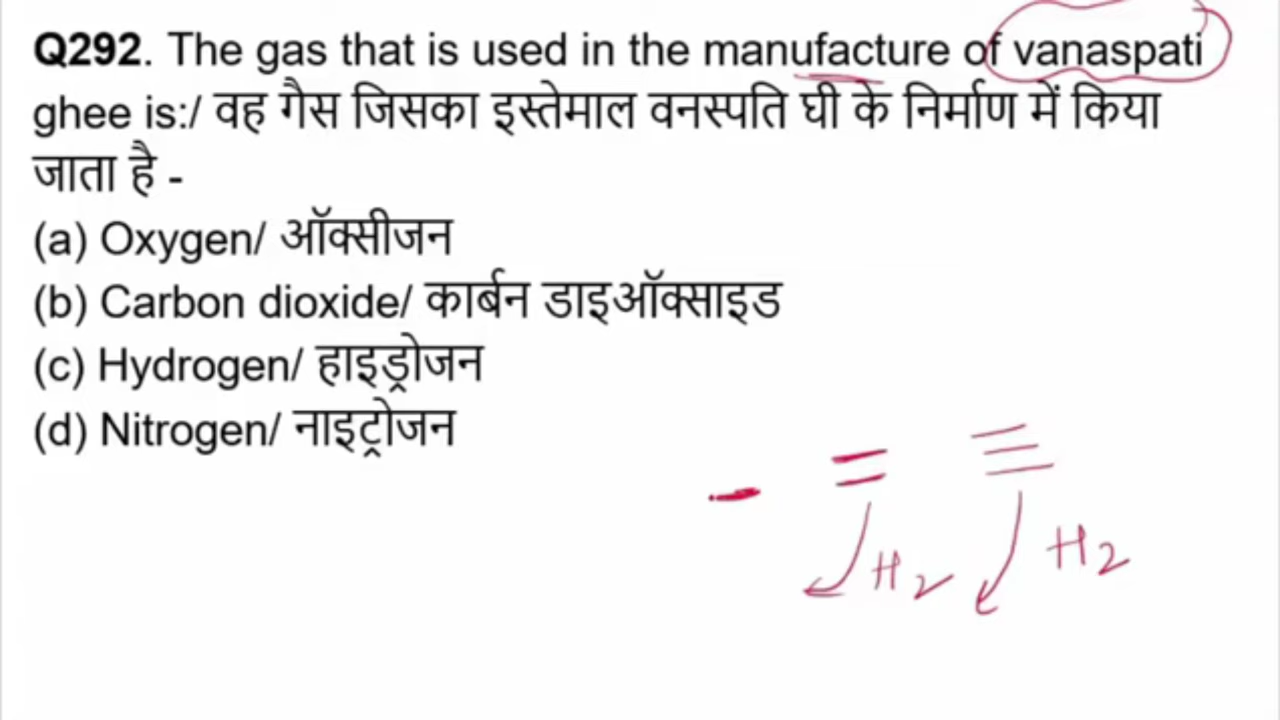 Q292. The gas that is used in the manufacture of vanaspati
ghee is:/ वह गैस जिसका इस्तेमाल वनस्पति घी के निर्माण में किया
जाता है -
(a) Oxygen/ ऑक्सीजन
(b) Carbon dioxide/ कार्बन डाइऑक्साइड
(c) Hydrogen/ हाइड्रोजन
(d) Nitrogen/ नाइट्रोजन
- = ≡
H2 H2